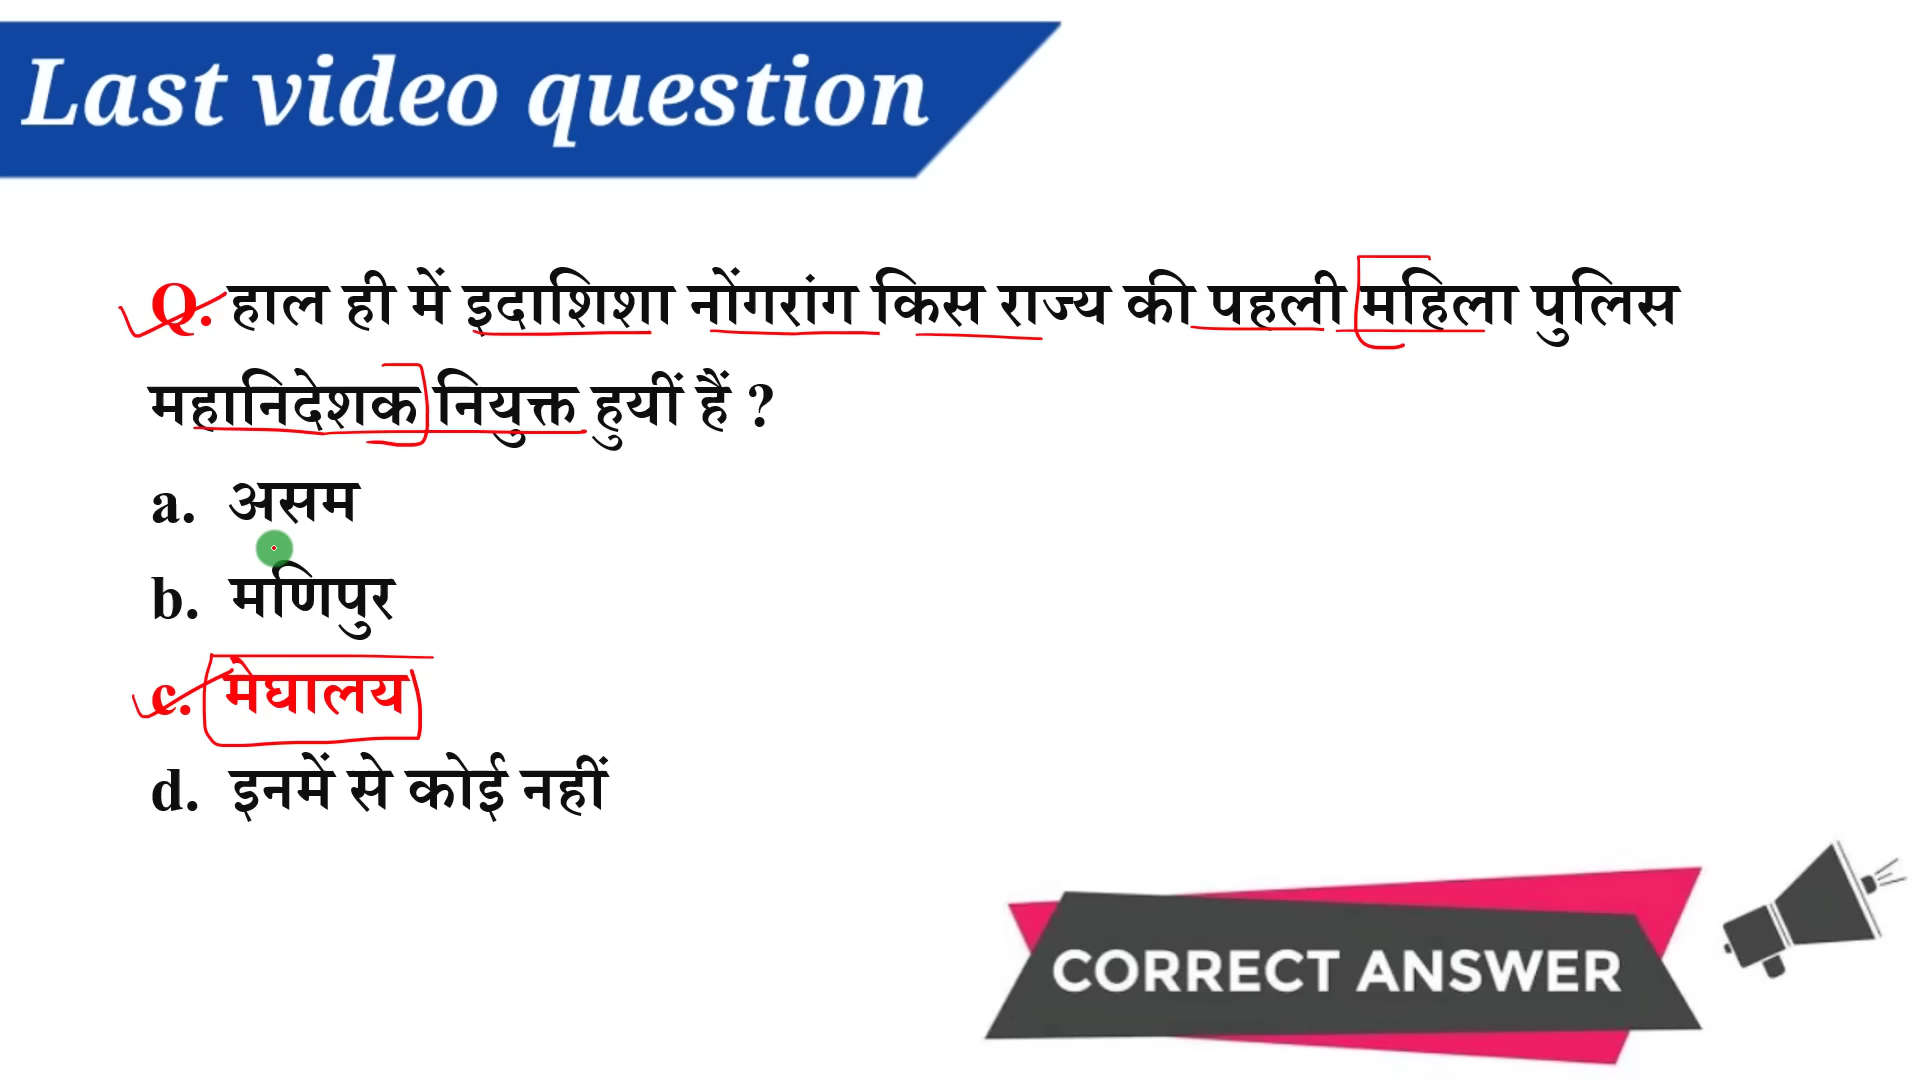 Last video question
Q. हाल ही में इदाशिशा नोंगरांग किस राज्य की पहली महिला पुलिस
महानिदेशक नियुक्त हुयीं हैं ?
a. असम
b. मणिपुर
c. मेघालय
d. इनमें से कोई नहीं
CORRECT ANSWER